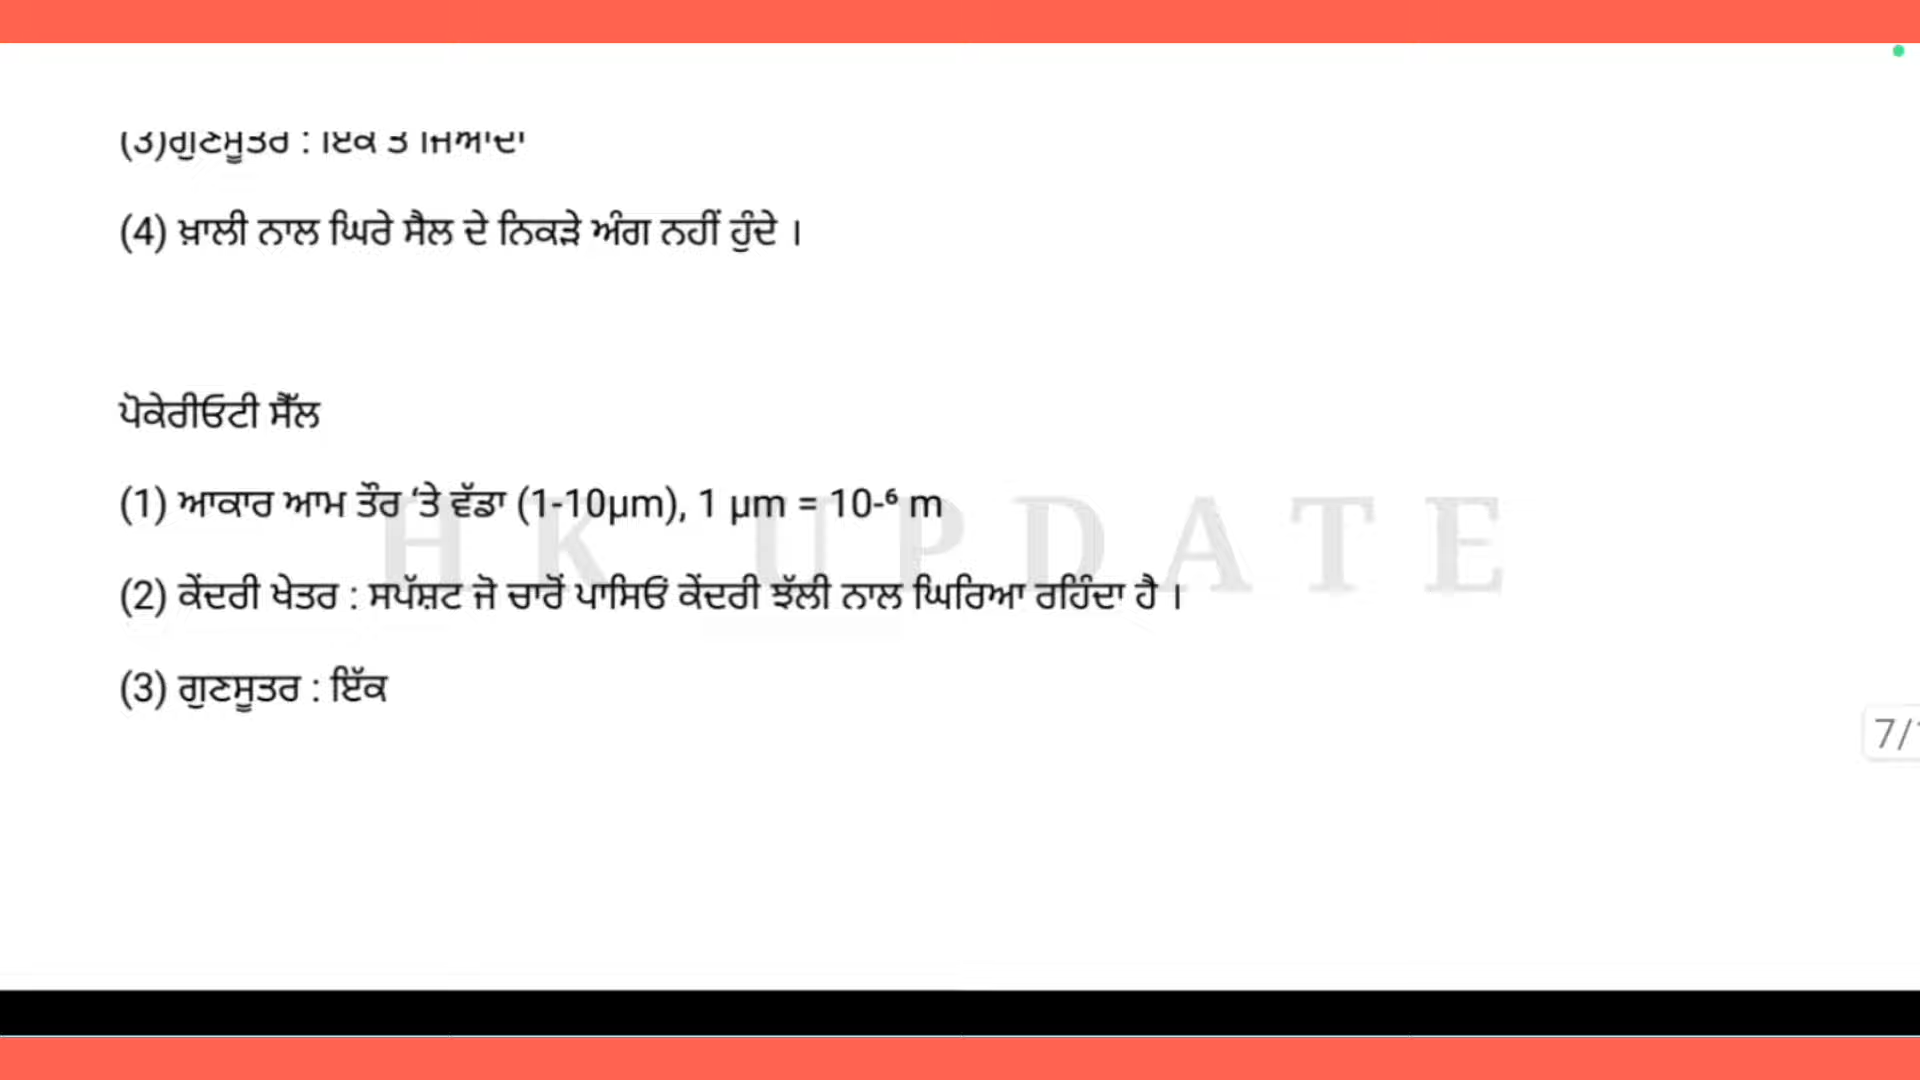 (3)ਗੁਣਸੂਤਰ : ਇਕ ਤੋਂ ਜਿਆਦਾ
(4) ਖ਼ਾਲੀ ਨਾਲ ਘਿਰੇ ਸੈਲ ਦੇ ਨਿਕੜੇ ਅੰਗ ਨਹੀਂ ਹੁੰਦੇ ।
ਪੋਕੇਰੀਓਟੀ ਸੈੱਲ
(1) ਆਕਾਰ ਆਮ ਤੌਰ ‘ਤੇ ਵੱਡਾ (1-10μm), 1 μm = 10-⁶ m
(2) ਕੇਂਦਰੀ ਖੇਤਰ : ਸਪੱਸ਼ਟ ਜੋ ਚਾਰੋਂ ਪਾਸਿਓਂ ਕੇਂਦਰੀ ਝੱਲੀ ਨਾਲ ਘਿਰਿਆ ਰਹਿੰਦਾ ਹੈ ।
(3) ਗੁਣਸੂਤਰ : ਇੱਕ
HK UPDATE
7/